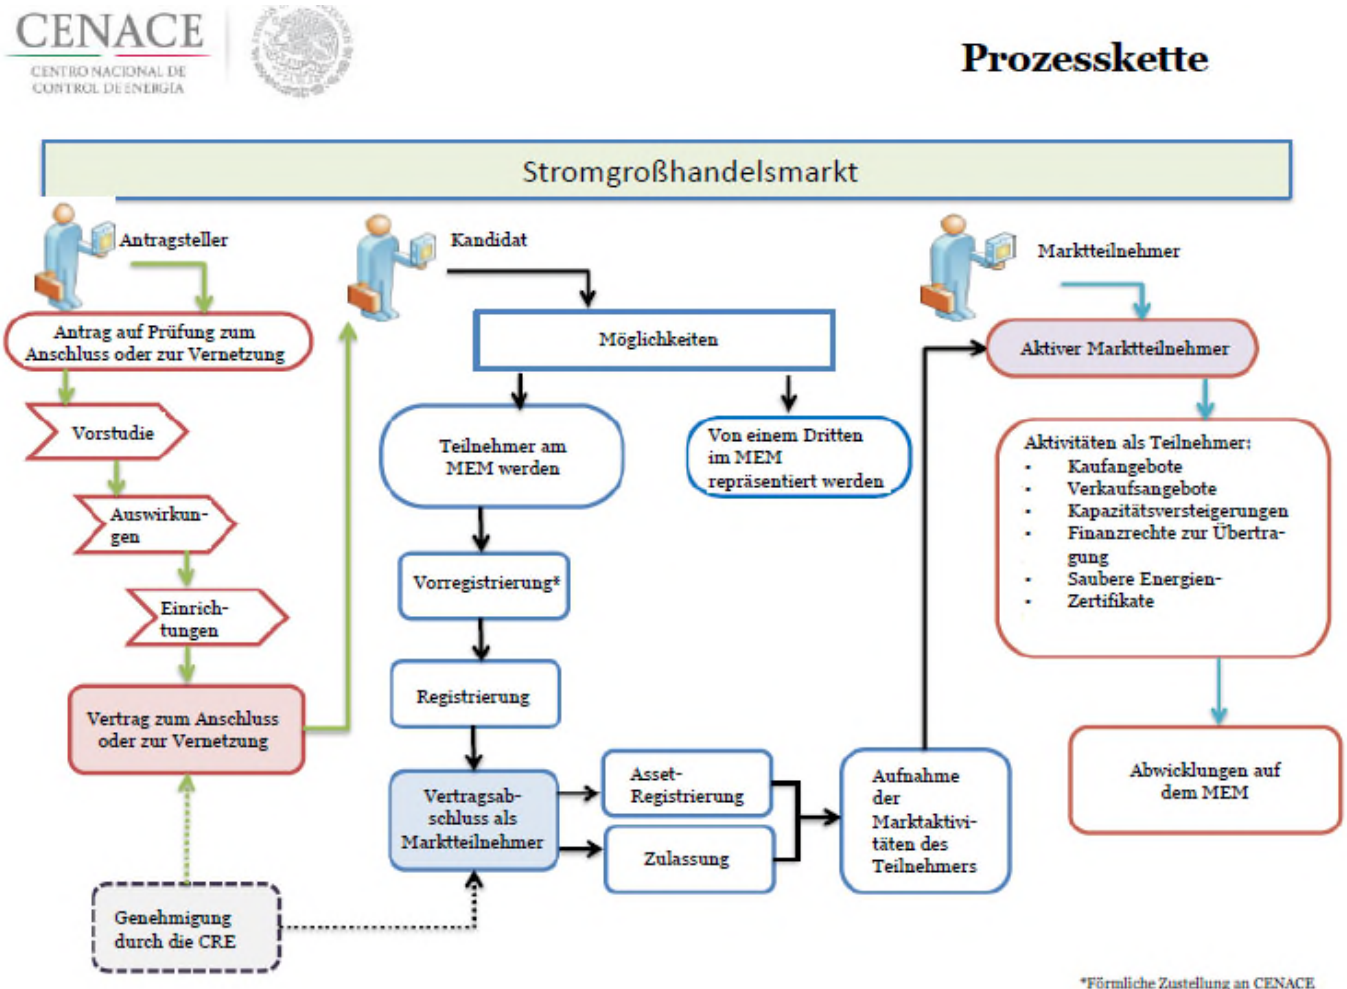 CENACE
CENTRO NACIONAL DE
CONTROL DE ENERGÍA
Prozesskette
Stromgroßhandelsmarkt
Antragsteller
Antrag auf Prüfung zum
Anschluss oder zur Vernetzung
Vorstudie
Auswirkun-
gen
Einrich-
tungen
Vertrag zum Anschluss
oder zur Vernetzung
Genehmigung
durch die CRE
Kandidat
Möglichkeiten
Teilnehmer am
MEM werden
Von einem Dritten
im MEM
repräsentiert werden
Vorregistrierung*
Registrierung
Vertragsab-
schluss als
Marktteilnehmer
Asset-
Registrierung
Zulassung
Aufnahme
der
Marktaktivi-
täten des
Teilnehmers
Marktteilnehmer
Aktiver Marktteilnehmer
Aktivitäten als Teilnehmer:
▪ Kaufangebote
▪ Verkaufsangebote
▪ Kapazitätsversteigerungen
▪ Finanzrechte zur Übertra-
gung
▪ Saubere Energien-
▪ Zertifikate
Abwicklungen auf
dem MEM
*Förmliche Zustellung an CENACE